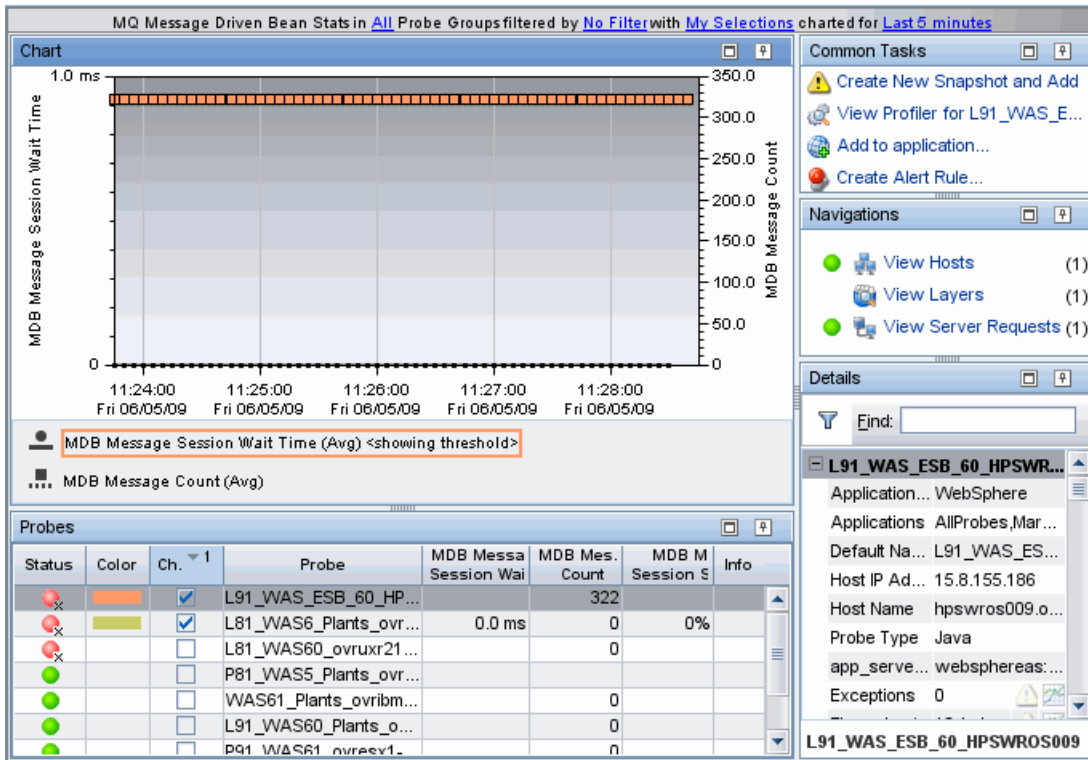 MQ Message Driven Bean Stats in All Probe Groups filtered by No Filter with My Selections charted for Last 5 minutes
Chart
1.0 ms
0
MDB Message Session Wait Time
350.0
300.0
250.0
200.0
150.0
100.0
50.0
0
MDB Message Count
11:24:00 11:25:00 11:26:00 11:27:00 11:28:00
Fri 06/05/09 Fri 06/05/09 Fri 06/05/09 Fri 06/05/09 Fri 06/05/09
MDB Message Session Wait Time (Avg) <showing threshold>
MDB Message Count (Avg)
Probes
Status Color Ch. 1 Probe MDB Messa Session Wai MDB Mes. Count MDB M Session S Info
L91_WAS_ESB_60_HP... 322
L81_WAS6_Plants_ovr... 0.0 ms 0 0%
L81_WAS60_ovruxr21... 0
P81_WAS5_Plants_ovr...
WAS61_Plants_ovribm... 0
L91_WAS60_Plants_o... 0
P91_WAS61_ovresx1- 0
Common Tasks
Create New Snapshot and Add
View Profiler for L91_WAS_E...
Add to application...
Create Alert Rule...
Navigations
View Hosts (1)
View Layers (1)
View Server Requests (1)
Details
Find:
L91_WAS_ESB_60_HPSWR...
Application... WebSphere
Applications AllProbes,Mar...
Default Na... L91_WAS_ES...
Host IP Ad... 15.8.155.186
Host Name hpswros009.o...
Probe Type Java
app_serve... websphereas:...
Exceptions 0
L91_WAS_ESB_60_HPSWROS009